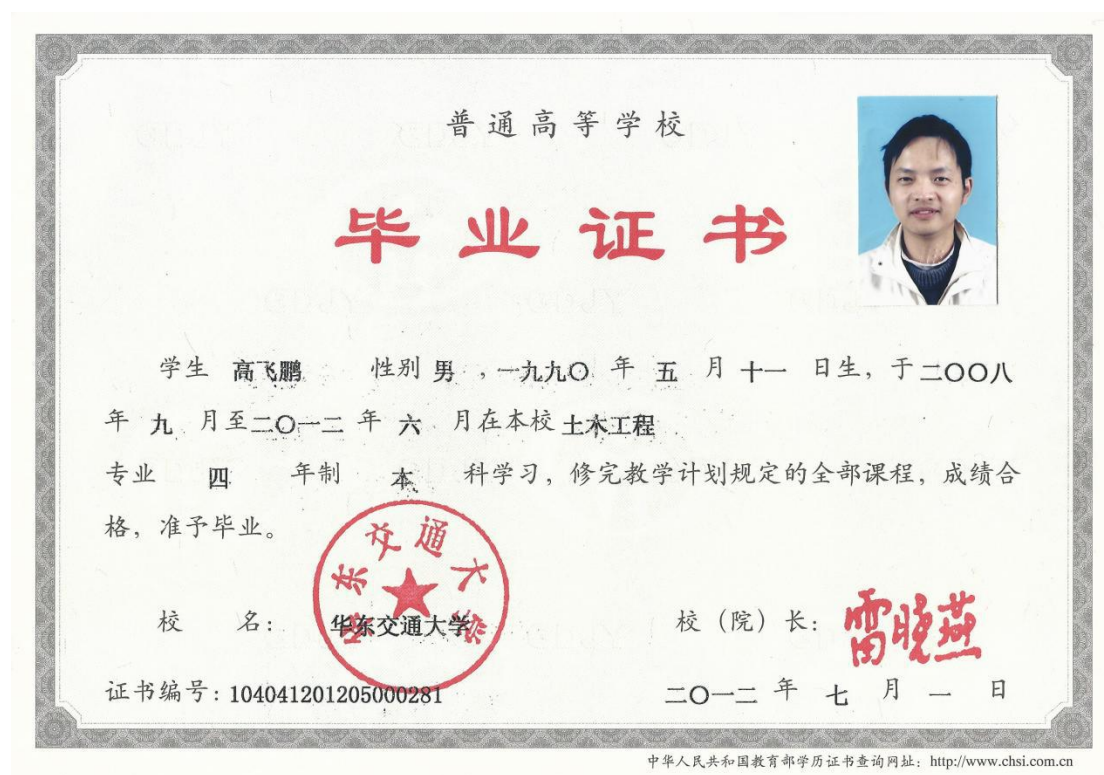 普通高等学校
毕业证书
学生 高飞鹏 性别 男 ,一九九〇 年 五 月 十一 日生,于二〇〇八
年 九 月至二〇一二 年 六 月在本校 土木工程
专业 四 年制 本 科学习,修完教学计划规定的全部课程,成绩合
格,准予毕业。
华东交通大学
校 名: 华东交通大学 校(院)长: 雷晓燕
证书编号:104041201205000281 二〇一二 年 七 月 一 日
中华人民共和国教育部学历证书查询网址:http://www.chsi.com.cn